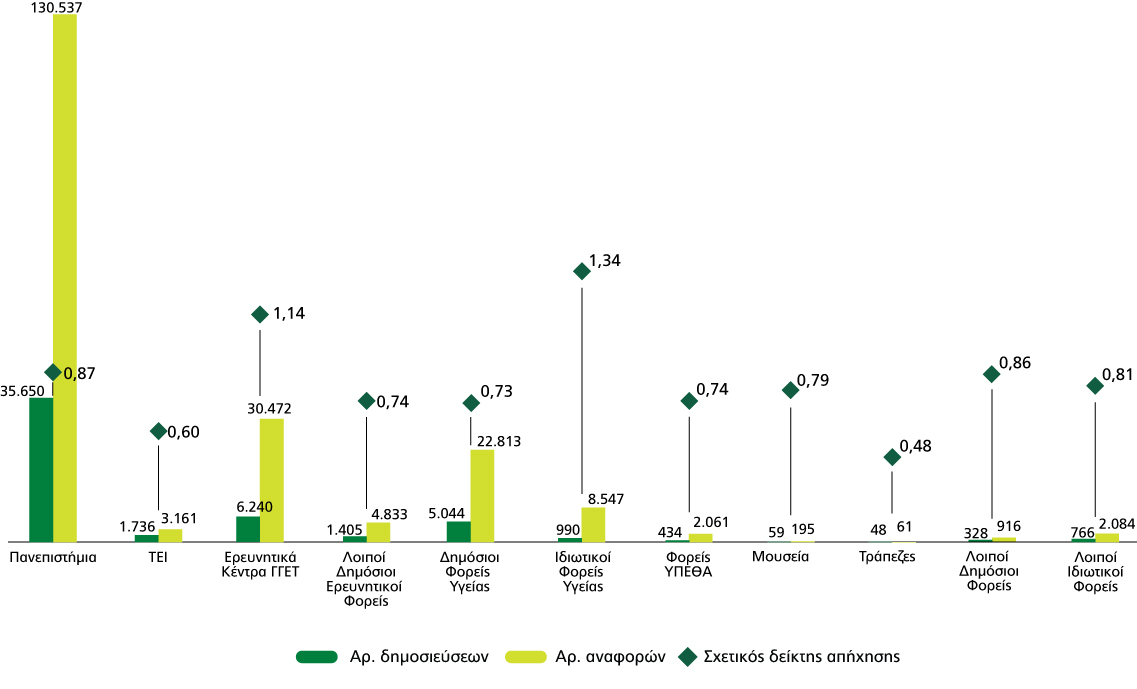 130.537
1,34
1,14
0,87
35.650
0,60
30.472
0,74
0,73
22.813
0,74
0,79
0,48
0,86
0,81
1.736
3.161
6.240
1.405
4.833
5.044
990
8.547
434
2.061
59
195
48
61
328
916
766
2.084
Πανεπιστήμια
ΤΕΙ
Ερευνητικά
Κέντρα ΓΓΕΤ
Λοιποί
Δημόσιοι
Ερευνητικοί
Φορείς
Δημόσιοι
Φορείς
Υγείας
Ιδιωτικοί
Φορείς
Υγείας
Φορείς
ΥΠΕΘΑ
Μουσεία
Τράπεζες
Λοιποί
Δημόσιοι
Φορείς
Λοιποί
Ιδιωτικοί
Φορείς
Αρ. δημοσιεύσεων
Αρ. αναφορών
Σχετικός δείκτης απήχησης